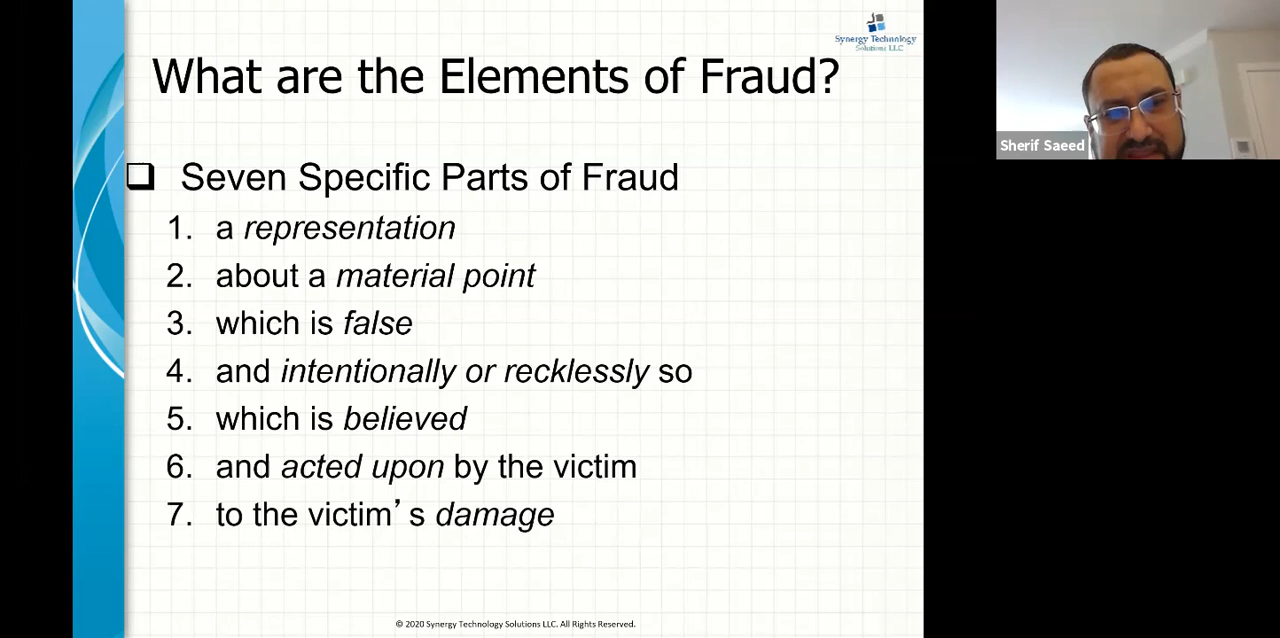 Synergy Technology
Solutions LLC
What are the Elements of Fraud?
Seven Specific Parts of Fraud
1. a representation
2. about a material point
3. which is false
4. and intentionally or recklessly so
5. which is believed
6. and acted upon by the victim
7. to the victim’s damage
© 2020 Synergy Technology Solutions LLC. All Rights Reserved.
Sherif Saeed